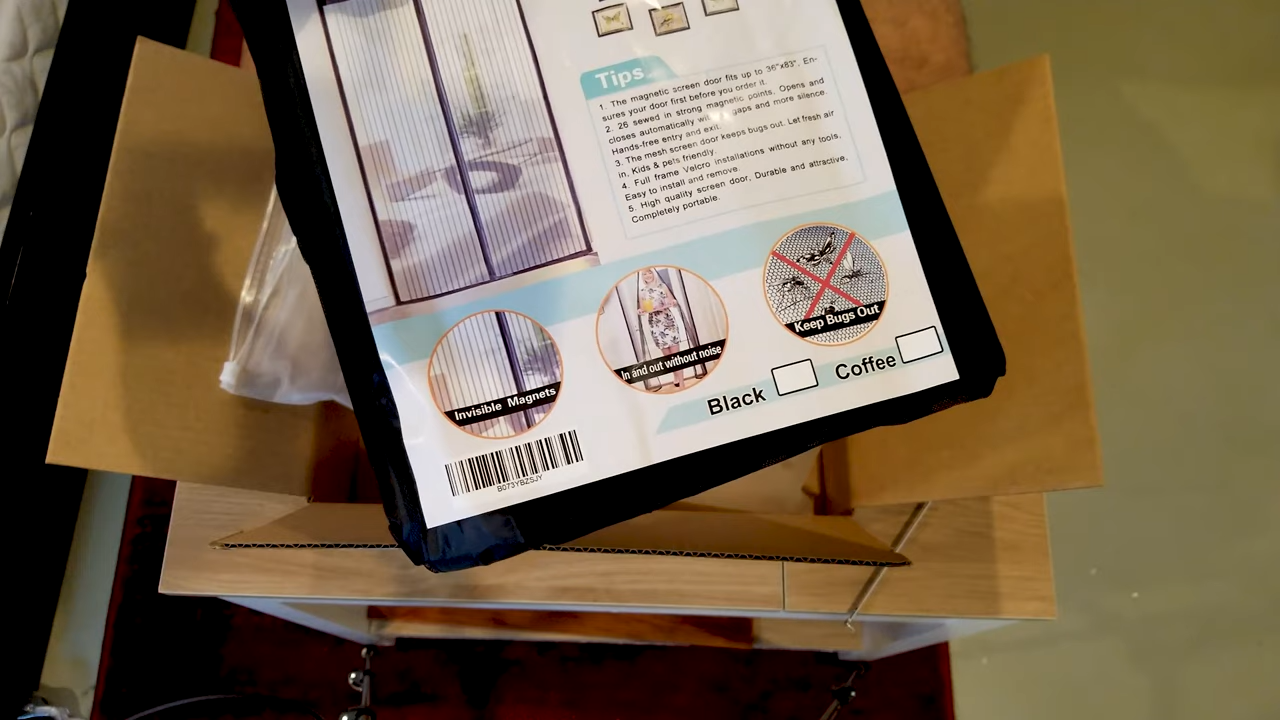 Tips
1. The magnetic screen door fits up to 36"x83", En-
sures your door first before you order it.
2. 26 sewed in strong magnetic points. Opens and
closes automatically gaps and more silence.
Hands-free entry and exit.
3. The mesh screen door keeps bugs out. Let fresh air
in, Kids & pets friendly.
4. Full frame Velcro installations without any tools,
Easy to install and remove.
5. High quality screen door, Durable and attractive,
Completely portable.
Keep Bugs Out
In and out without noise
Invisible Magnets
Black
Coffee
B073YBZSJY